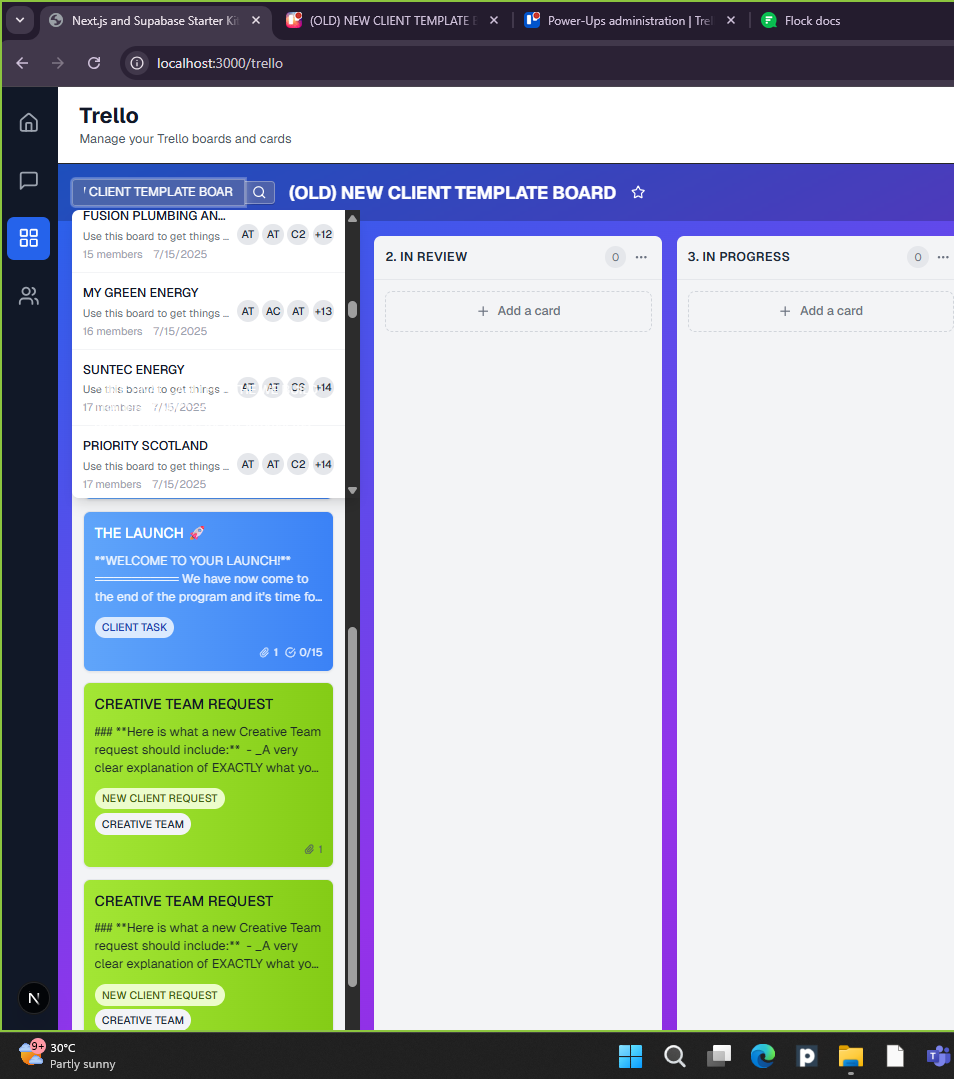 Next.js and Supabase Starter Kit
(OLD) NEW CLIENT TEMPLATE
Power-Ups administration | Trel
Flock docs
localhost:3000/trello
Trello
Manage your Trello boards and cards
CLIENT TEMPLATE BOAR
(OLD) NEW CLIENT TEMPLATE BOARD
FUSION PLUMBING AN...
Use this board to get things ...
AT AT C2 +12
15 members 7/15/2025
MY GREEN ENERGY
Use this board to get things ...
AT AC AT +13
16 members 7/15/2025
SUNTEC ENERGY
Use this board to get things ...
AT AT +14
17 members 7/15/2025
PRIORITY SCOTLAND
Use this board to get things ...
AT AT C2 +14
17 members 7/15/2025
THE LAUNCH 🚀
**WELCOME TO YOUR LAUNCH!**
═════════ We have now come to
the end of the program and it's time fo...
CLIENT TASK
1 0/15
CREATIVE TEAM REQUEST
### **Here is what a new Creative Team
request should include:** - _A very
clear explanation of EXACTLY what yo...
NEW CLIENT REQUEST
CREATIVE TEAM
1
CREATIVE TEAM REQUEST
### **Here is what a new Creative Team
request should include:** - _A very
clear explanation of EXACTLY what yo...
NEW CLIENT REQUEST
CREATIVE TEAM
2. IN REVIEW
0
+ Add a card
3. IN PROGRESS
0
+ Add a card
N
9+
30°C
Partly sunny